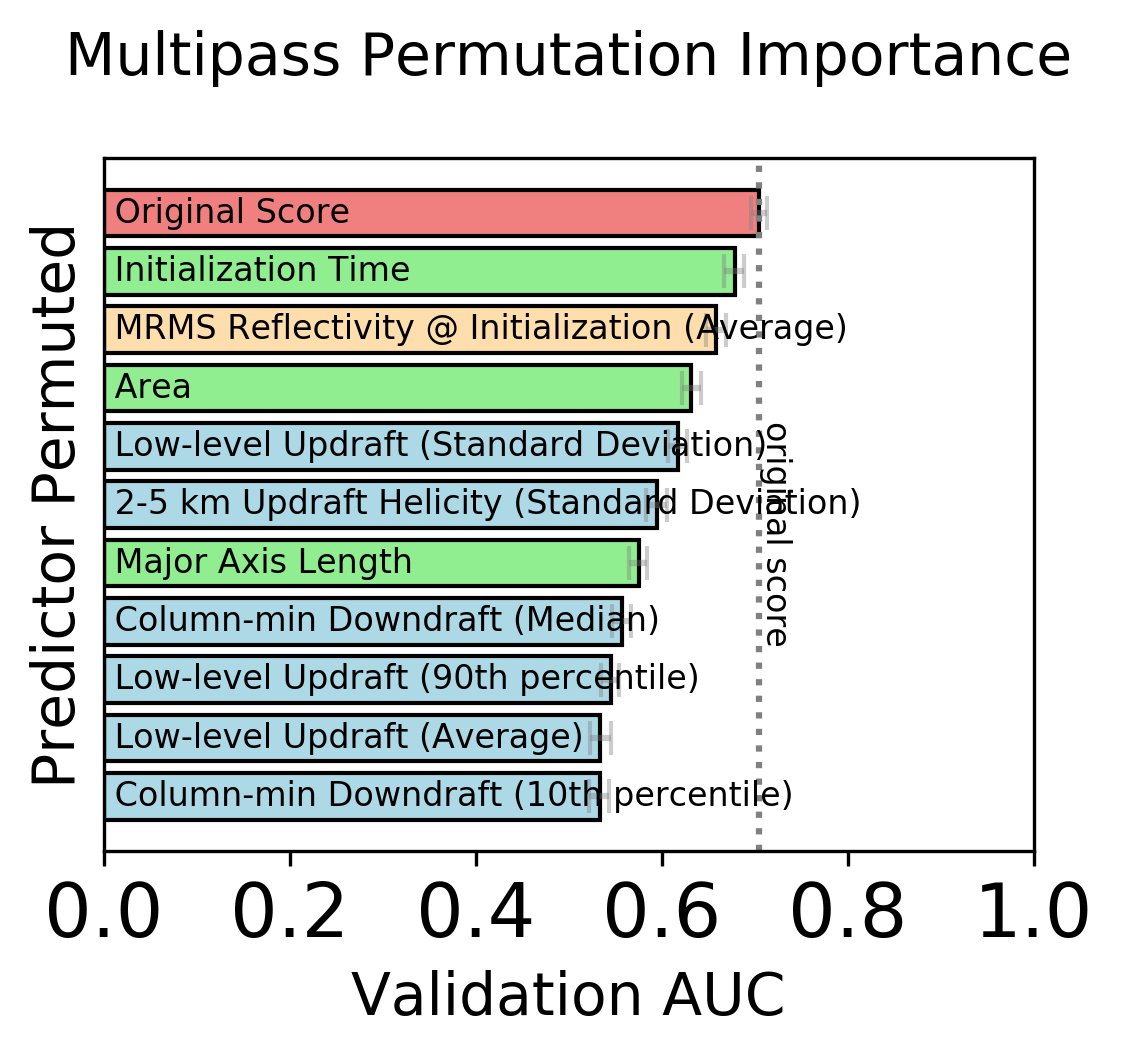 Multipass Permutation Importance
Predictor Permuted
Original Score
Initialization Time
MRMS Reflectivity @ Initialization (Average)
Area
Low-level Updraft (Standard Deviation)
2-5 km Updraft Helicity (Standard Deviation)
Major Axis Length
Column-min Downdraft (Median)
Low-level Updraft (90th percentile)
Low-level Updraft (Average)
Column-min Downdraft (10th percentile)
original score
0.0 0.2 0.4 0.6 0.8 1.0
Validation AUC